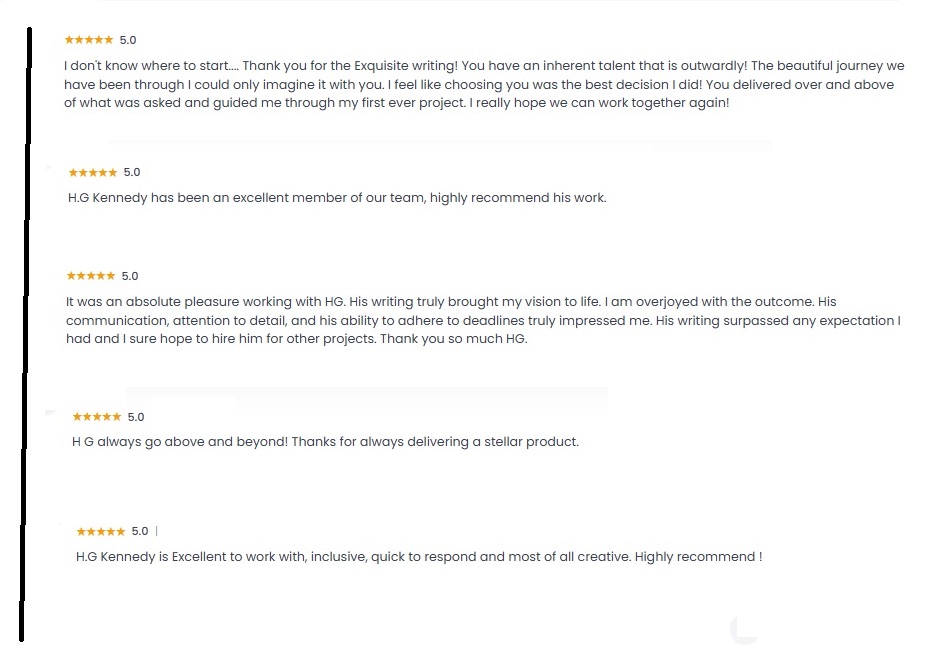 ★★★★★ 5.0
I don't know where to start.... Thank you for the Exquisite writing! You have an inherent talent that is outwardly! The beautiful journey we
have been through I could only imagine it with you. I feel like choosing you was the best decision I did! You delivered over and above
of what was asked and guided me through my first ever project. I really hope we can work together again!
★★★★★ 5.0
H.G Kennedy has been an excellent member of our team, highly recommend his work.
★★★★★ 5.0
It was an absolute pleasure working with HG. His writing truly brought my vision to life. I am overjoyed with the outcome. His
communication, attention to detail, and his ability to adhere to deadlines truly impressed me. His writing surpassed any expectation I
had and I sure hope to hire him for other projects. Thank you so much HG.
★★★★★ 5.0
H G always go above and beyond! Thanks for always delivering a stellar product.
★★★★★ 5.0 |
H.G Kennedy is Excellent to work with, inclusive, quick to respond and most of all creative. Highly recommend !